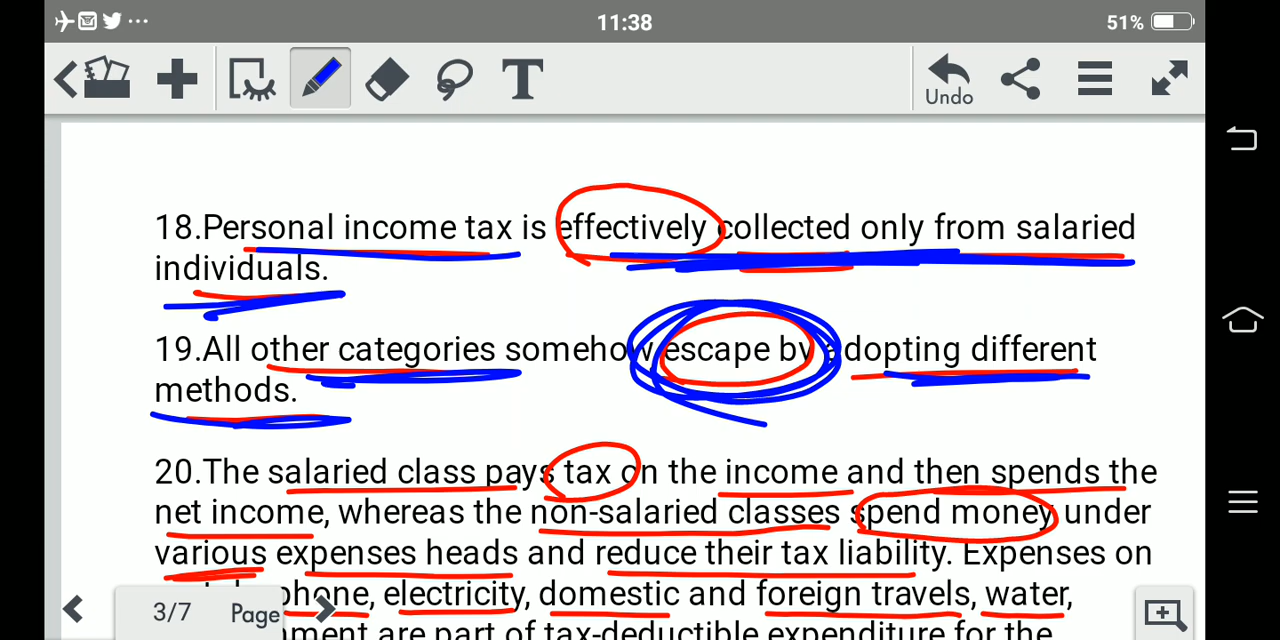 11:38
51%
Undo
18.Personal income tax is effectively collected only from salaried
individuals.
19.All other categories somehow escape by adopting different
methods.
20.The salaried class pays tax on the income and then spends the
net income, whereas the non-salaried classes spend money under
various expenses heads and reduce their tax liability. Expenses on
phone, electricity, domestic and foreign travels, water,
3/7 Page
are part of tax-deductible expenditure for the